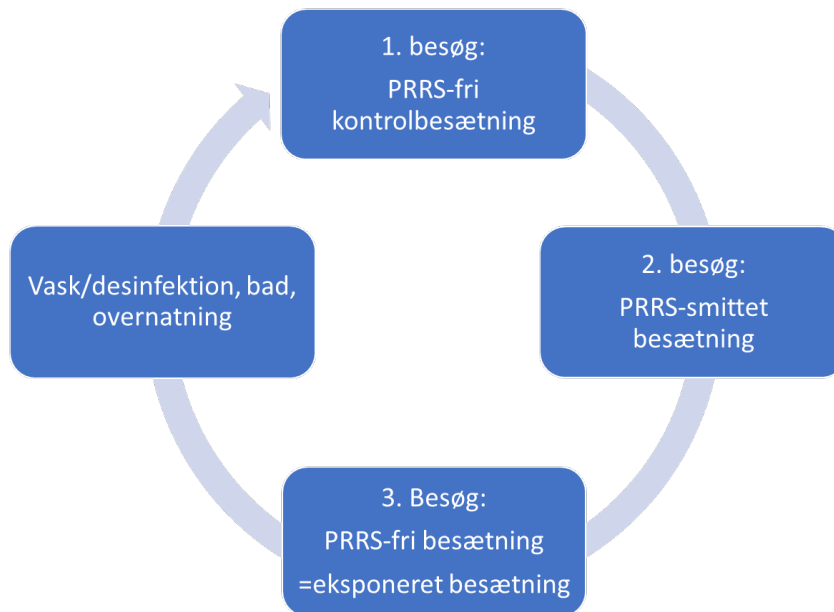 1. besøg:
PRRS-fri
kontrolbesætning
2. besøg:
PRRS-smittet
besætning
3. Besøg:
PRRS-fri besætning
=eksponeret besætning
Vask/desinfektion, bad,
overnatning